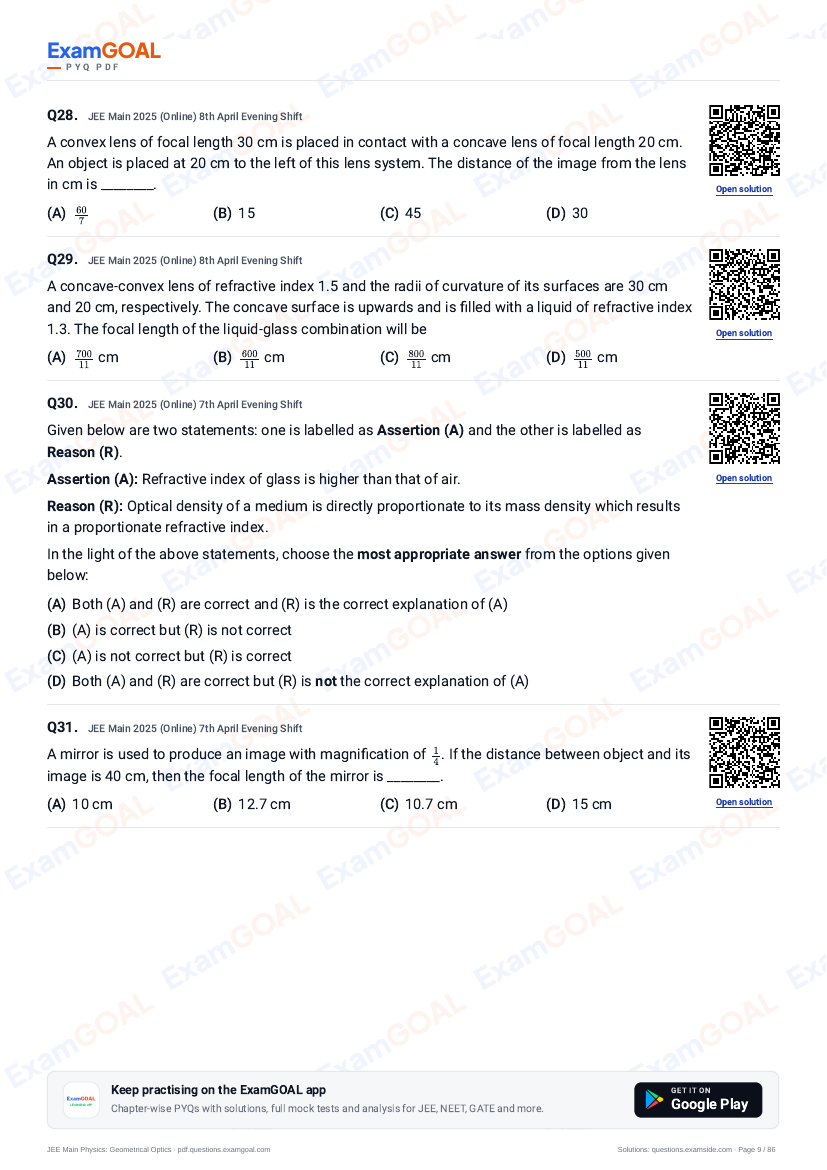 ExamGOAL
PYQ PDF
Q28. JEE Main 2025 (Online) 8th April Evening Shift
A convex lens of focal length 30 cm is placed in contact with a concave lens of focal length 20 cm.
An object is placed at 20 cm to the left of this lens system. The distance of the image from the lens
in cm is ________.
Open solution
(A) 60/7 (B) 15 (C) 45 (D) 30
Q29. JEE Main 2025 (Online) 8th April Evening Shift
A concave-convex lens of refractive index 1.5 and the radii of curvature of its surfaces are 30 cm
and 20 cm, respectively. The concave surface is upwards and is filled with a liquid of refractive index
1.3. The focal length of the liquid-glass combination will be
Open solution
(A) 700/11 cm (B) 600/11 cm (C) 800/11 cm (D) 500/11 cm
Q30. JEE Main 2025 (Online) 7th April Evening Shift
Given below are two statements: one is labelled as Assertion (A) and the other is labelled as
Reason (R).
Open solution
Assertion (A): Refractive index of glass is higher than that of air.
Reason (R): Optical density of a medium is directly proportionate to its mass density which results
in a proportionate refractive index.
In the light of the above statements, choose the most appropriate answer from the options given
below:
(A) Both (A) and (R) are correct and (R) is the correct explanation of (A)
(B) (A) is correct but (R) is not correct
(C) (A) is not correct but (R) is correct
(D) Both (A) and (R) are correct but (R) is not the correct explanation of (A)
Q31. JEE Main 2025 (Online) 7th April Evening Shift
A mirror is used to produce an image with magnification of 1/4. If the distance between object and its
image is 40 cm, then the focal length of the mirror is ________.
Open solution
(A) 10 cm (B) 12.7 cm (C) 10.7 cm (D) 15 cm
ExamGOAL
Keep practising on the ExamGOAL app
Chapter-wise PYQs with solutions, full mock tests and analysis for JEE, NEET, GATE and more.
GET IT ON
Google Play
JEE Main Physics: Geometrical Optics · pdf.questions.examgoal.com
Solutions: questions.examside.com · Page 9 / 86